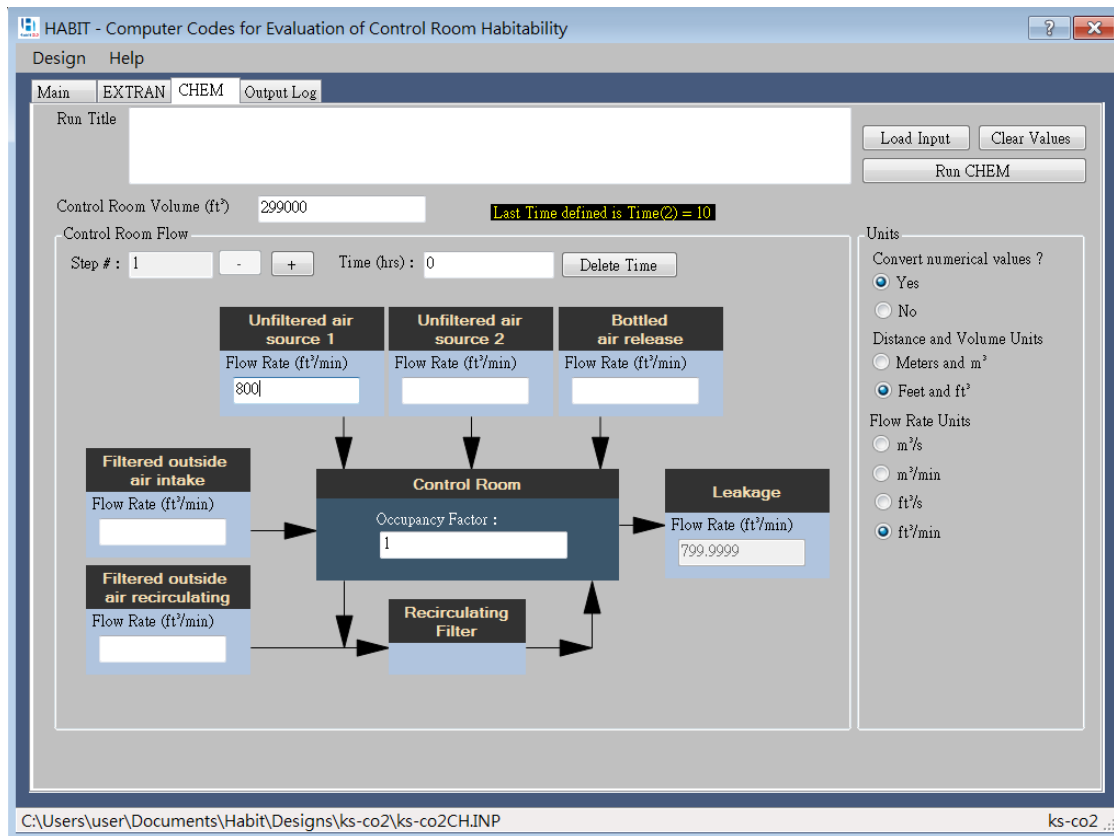 HABIT - Computer Codes for Evaluation of Control Room Habitability
Design Help
Main EXTRAN CHEM Output Log
Run Title
Load Input Clear Values
Run CHEM
Control Room Volume (ft³) 299000
Last Time defined is Time(2) = 10
Control Room Flow
Step # : 1 - + Time (hrs) : 0 Delete Time
Unfiltered air
source 1
Flow Rate (ft³/min)
800
Unfiltered air
source 2
Flow Rate (ft³/min)
Bottled
air release
Flow Rate (ft³/min)
Filtered outside
air intake
Flow Rate (ft³/min)
Control Room
Occupancy Factor :
1
Leakage
Flow Rate (ft³/min)
799.9999
Filtered outside
air recirculating
Flow Rate (ft³/min)
Recirculating
Filter
Units
Convert numerical values ?
Yes
No
Distance and Volume Units
Meters and m³
Feet and ft³
Flow Rate Units
m³/s
m³/min
ft³/s
ft³/min
C:\Users\user\Documents\Habit\Designs\ks-co2\ks-co2CH.INP ks-co2